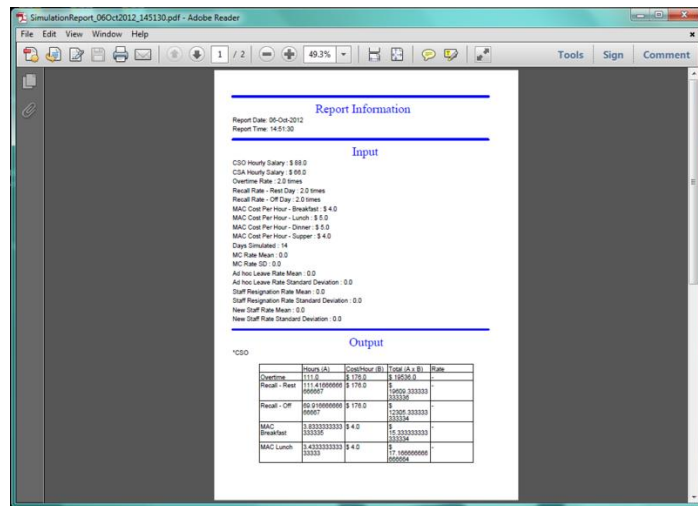 SimulationReport_06Oct2012_145130.pdf - Adobe Reader
File Edit View Window Help
1 / 2 49.3% Tools Sign Comment
Report Information
Report Date: 06-Oct-2012
Report Time: 14:51:30
Input
CSO Hourly Salary : $ 88.0
CSA Hourly Salary : $ 66.0
Overtime Rate : 2.0 times
Recall Rate - Rest Day : 2.0 times
Recall Rate - Off Day : 2.0 times
MAC Cost Per Hour - Breakfast : $ 4.0
MAC Cost Per Hour - Lunch : $ 5.0
MAC Cost Per Hour - Dinner : $ 5.0
MAC Cost Per Hour - Supper : $ 4.0
Days Simulated : 14
MC Rate Mean : 0.0
MC Rate SD : 0.0
Ad hoc Leave Rate Mean : 0.0
Ad hoc Leave Rate Standard Deviation : 0.0
Staff Resignation Rate Mean : 0.0
Staff Resignation Rate Standard Deviation : 0.0
New Staff Rate Mean : 0.0
New Staff Rate Standard Deviation : 0.0
Output
*CSO
Hours (A) Cost/Hour (B) Total (A x B) Rate
Overtime 111.0 $ 176.0 $ 19536.0 -
Recall - Rest 111.41666666 $ 176.0 $ -
666667 19609.333333
333336
Recall - Off 69.916666666 $ 176.0 $ -
66667 12305.333333
333334
MAC 3.8333333333 $ 4.0 $ -
Breakfast 333335 15.333333333
333334
MAC Lunch 3.4333333333 $ 4.0 $ -
33333 17.166666666
666664